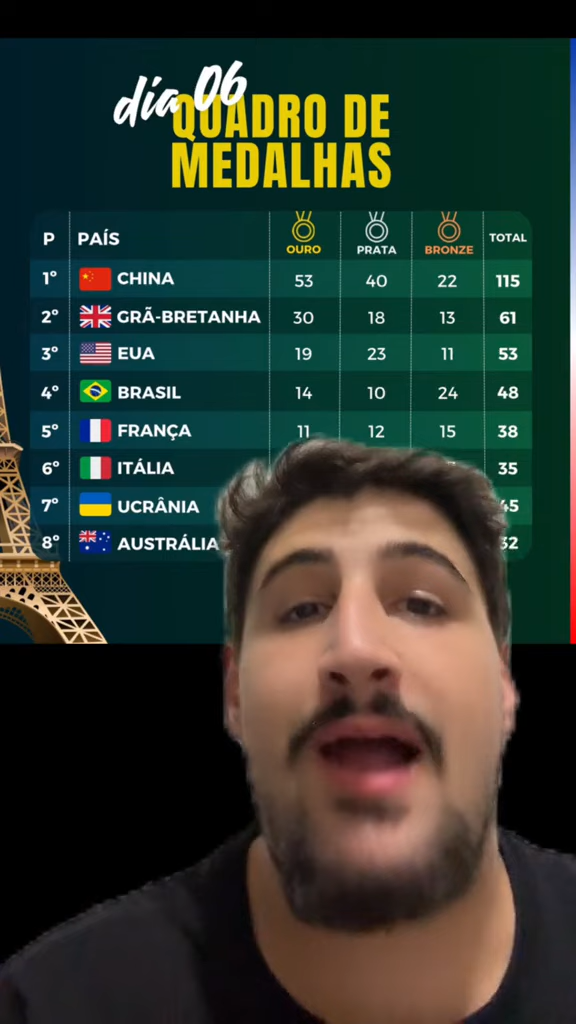 dia 06
QUADRO DE
MEDALHAS
P PAÍS OURO PRATA BRONZE TOTAL
1º CHINA 53 40 22 115
2º GRÃ-BRETANHA 30 18 13 61
3º EUA 19 23 11 53
4º BRASIL 14 10 24 48
5º FRANÇA 11 12 15 38
6º ITÁLIA 35
7º UCRÂNIA
8º AUSTRÁLIA